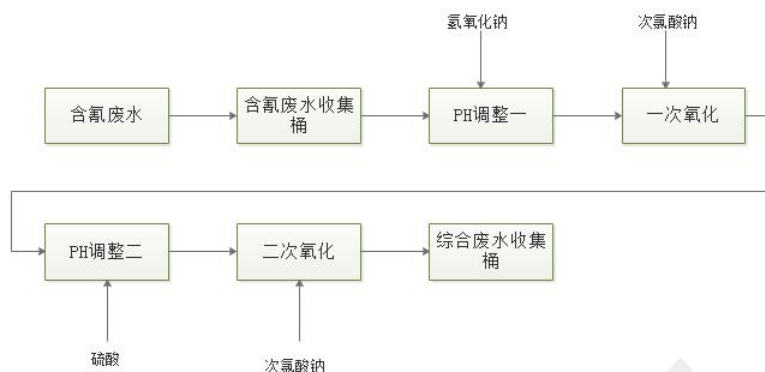 氢氧化钠
次氯酸钠
含氰废水
含氰废水收集
桶
PH调整一
一次氧化
PH调整二
二次氧化
综合废水收集
桶
硫酸
次氯酸钠